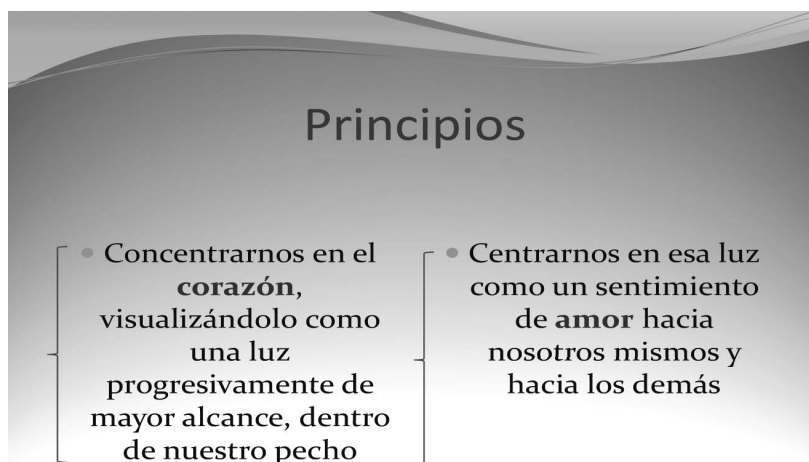 Principios
Concentrarnos en el
corazón,
visualizándolo como
una luz
progresivamente de
mayor alcance, dentro
de nuestro pecho
Centrarnos en esa luz
como un sentimiento
de amor hacia
nosotros mismos y
hacia los demás